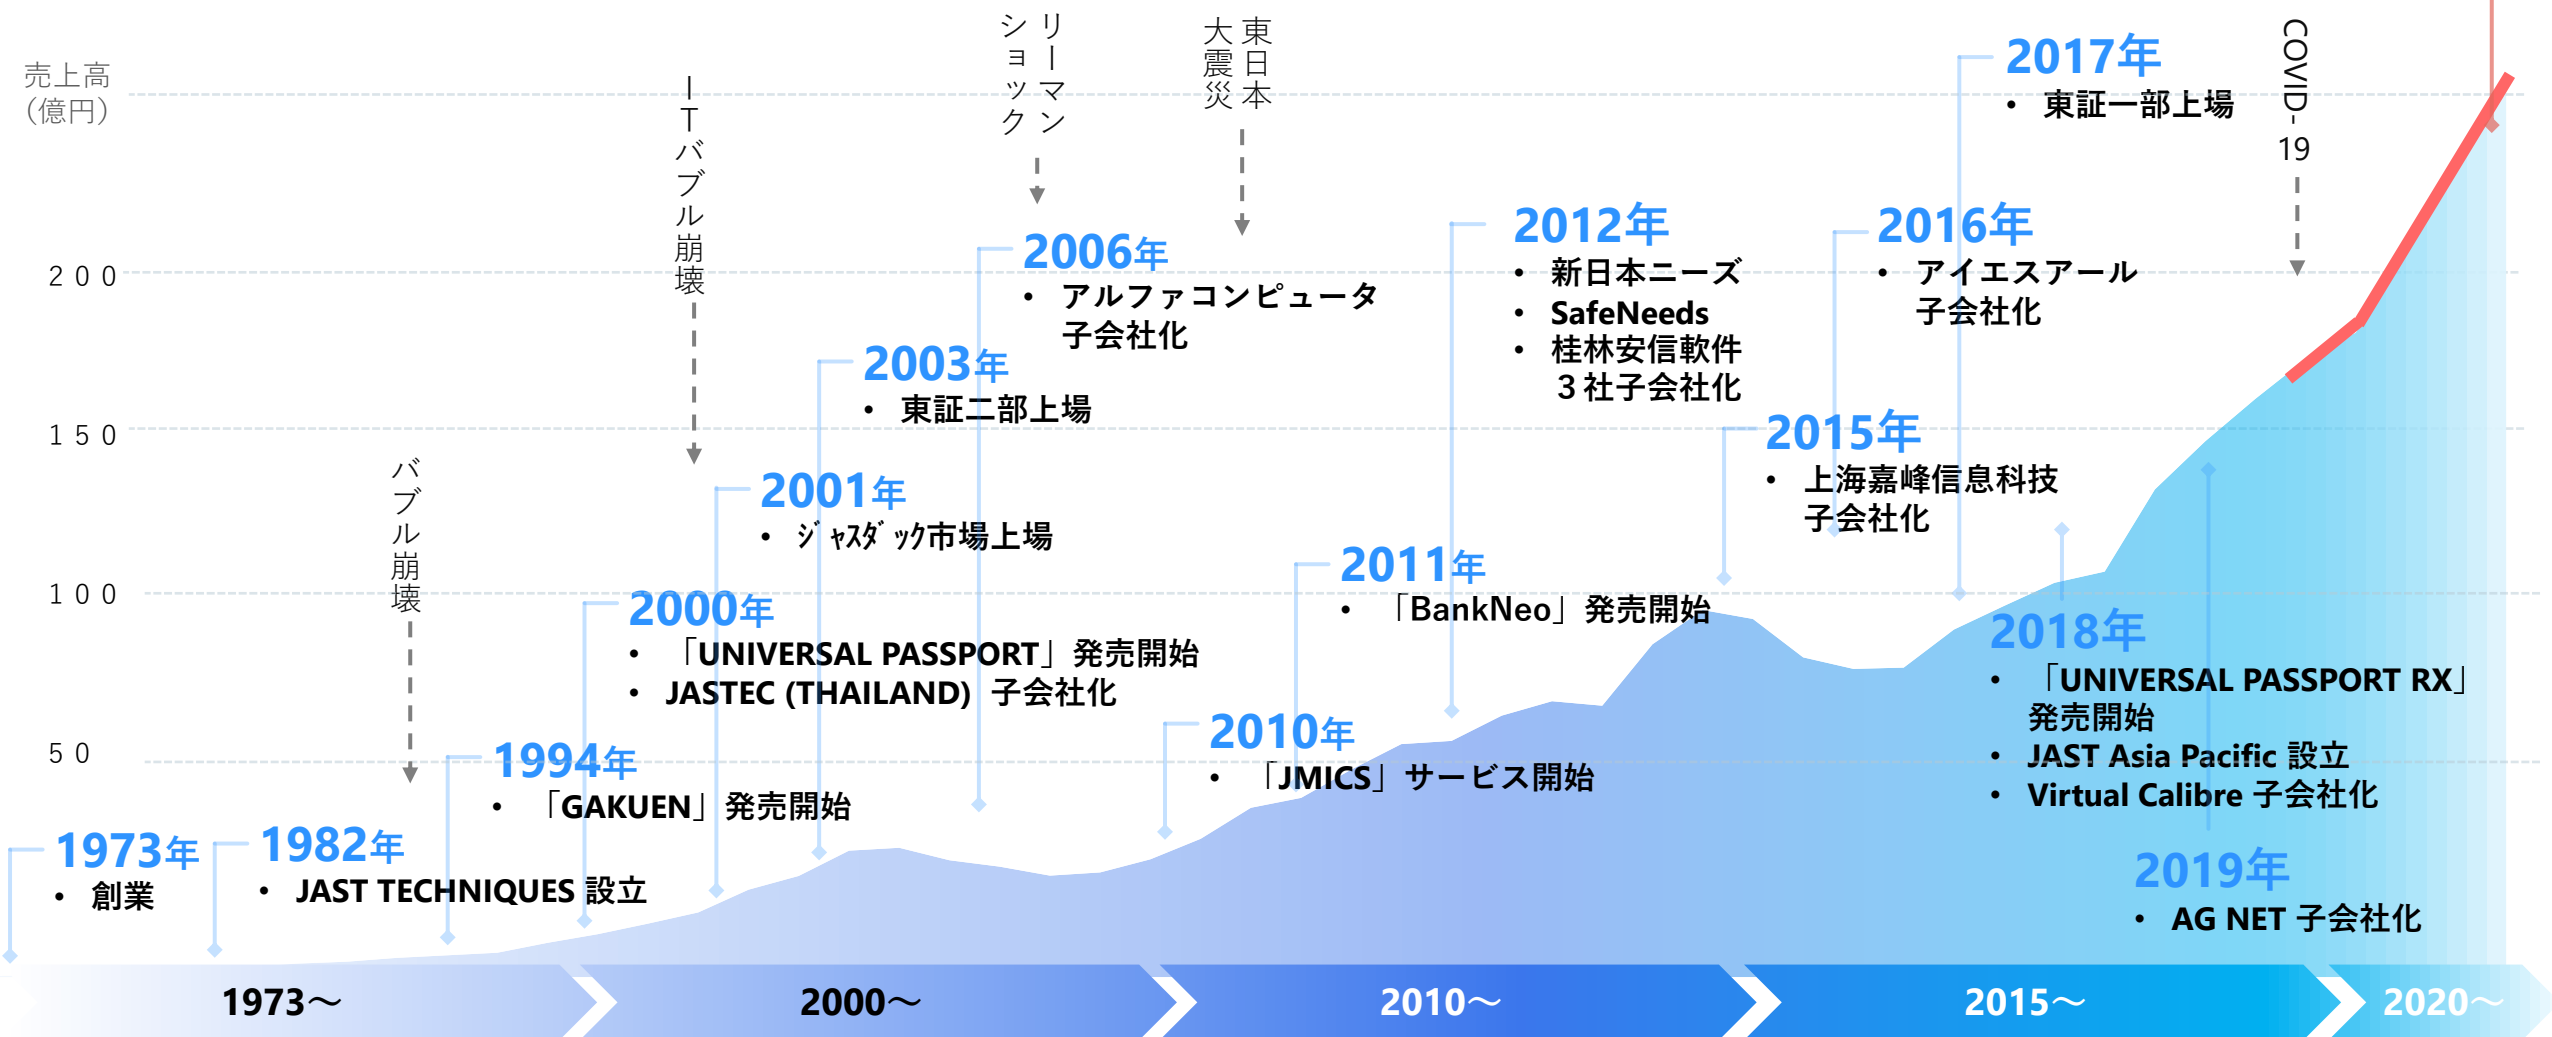 売上高
（億円）
２００
１５０
１００
５０
バブル崩壊
ITバブル崩壊
リーマン
ショック
東日本
大震災
COVID-19
1973年
• 創業
1982年
• JAST TECHNIQUES 設立
1994年
• 「GAKUEN」発売開始
2000年
• 「UNIVERSAL PASSPORT」発売開始
• JASTEC (THAILAND) 子会社化
2001年
• ｼﾞｬｽﾀﾞｯｸ市場上場
2003年
• 東証二部上場
2006年
• アルファコンピュータ
子会社化
2010年
• 「JMICS」サービス開始
2011年
• 「BankNeo」発売開始
2012年
• 新日本ニーズ
• SafeNeeds
• 桂林安信軟件
３社子会社化
2015年
• 上海嘉峰信息科技
子会社化
2016年
• アイエスアール
子会社化
2017年
• 東証一部上場
2018年
• 「UNIVERSAL PASSPORT RX」
発売開始
• JAST Asia Pacific 設立
• Virtual Calibre 子会社化
2019年
• AG NET 子会社化
1973～
2000～
2010～
2015～
2020～